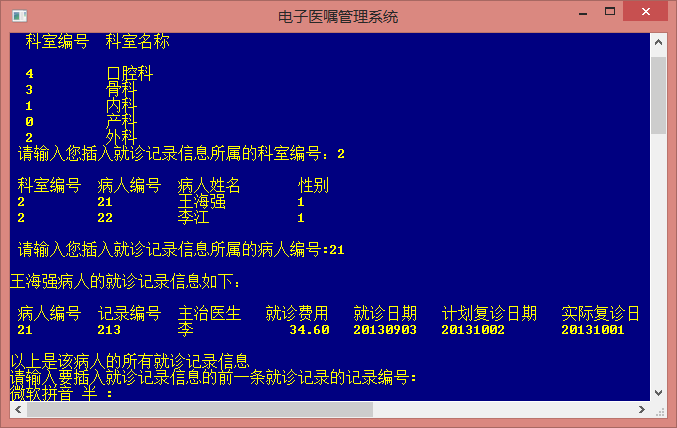 电子医嘱管理系统
科室编号 科室名称
4 口腔科
3 骨科
1 内科
0 产科
2 外科
请输入您插入就诊记录信息所属的科室编号：2
科室编号 病人编号 病人姓名 性别
2 21 王海强 1
2 22 李江 1
请输入您插入就诊记录信息所属的病人编号:21
王海强病人的就诊记录信息如下：
病人编号 记录编号 主治医生 就诊费用 就诊日期 计划复诊日期 实际复诊日
21 213 李 34.60 20130903 20131002 20131001
以上是该病人的所有就诊记录信息
请输入要插入就诊记录信息的前一条就诊记录的记录编号：
微软拼音 半 ：